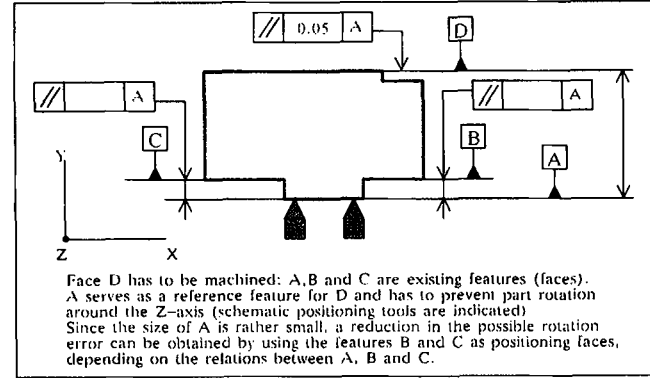 // 0.05 A
D
// A
// A
C
B
A
Y
Z
X
Face D has to be machined: A,B and C are existing features (faces).
A serves as a reference feature for D and has to prevent part rotation
around the Z-axis (schematic positioning tools are indicated)
Since the size of A is rather small, a reduction in the possible rotation
error can be obtained by using the features B and C as positioning faces,
depending on the relations between A, B and C.